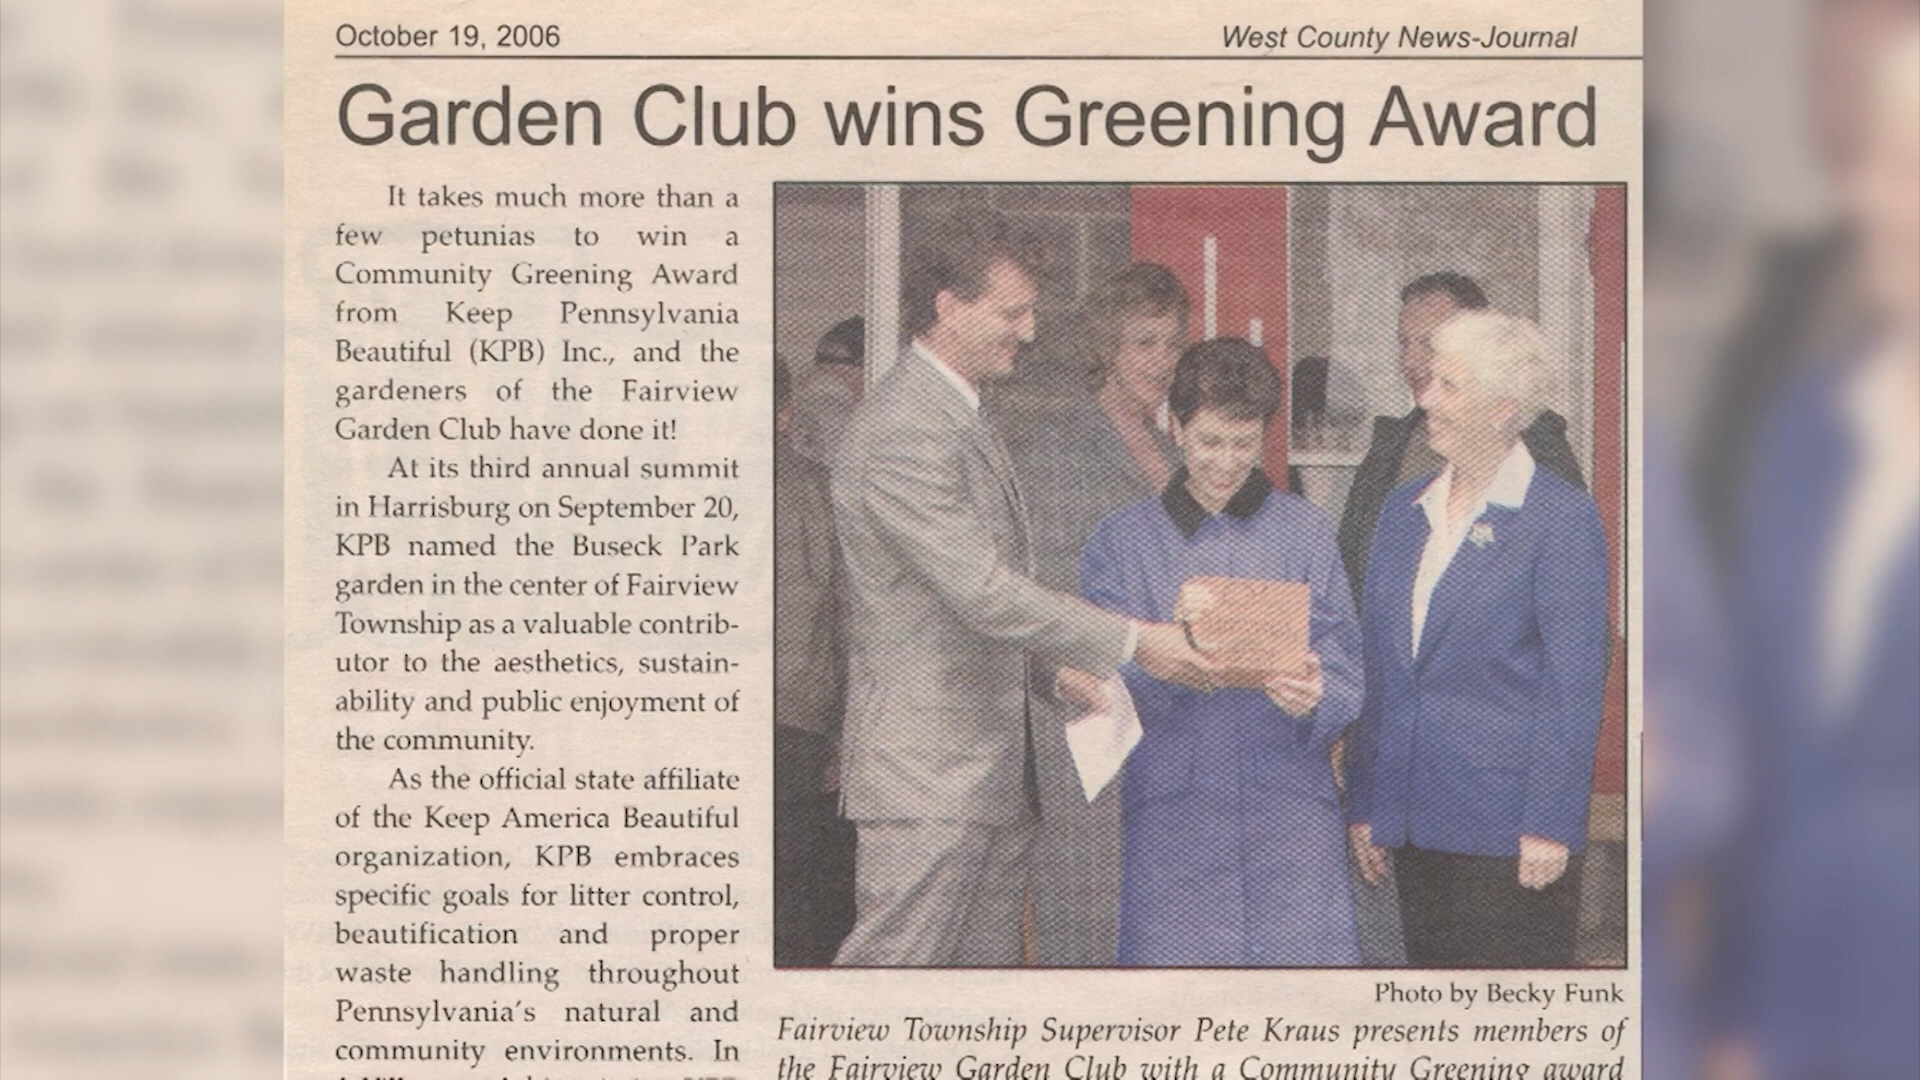 October 19, 2006
West County News-Journal
Garden Club wins Greening Award
It takes much more than a
few petunias to win a
Community Greening Award
from Keep Pennsylvania
Beautiful (KPB) Inc., and the
gardeners of the Fairview
Garden Club have done it!
At its third annual summit
in Harrisburg on September 20,
KPB named the Buseck Park
garden in the center of Fairview
Township as a valuable contrib-
utor to the aesthetics, sustain-
ability and public enjoyment of
the community.
As the official state affiliate
of the Keep America Beautiful
organization, KPB embraces
specific goals for litter control,
beautification and proper
waste handling throughout
Pennsylvania's natural and
community environments. In
Photo by Becky Funk
Fairview Township Supervisor Pete Kraus presents members of
the Fairview Garden Club with a Community Greening award